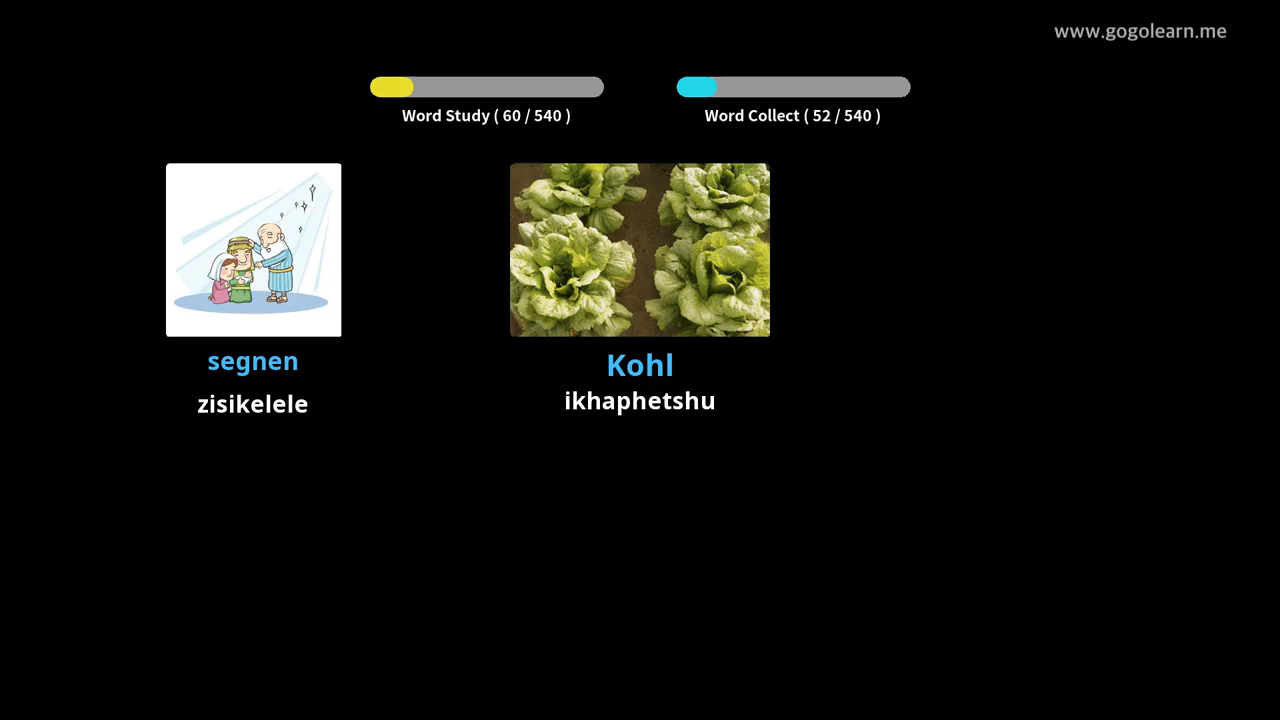 www.gogolearn.me
Word Study ( 60 / 540 )
Word Collect ( 52 / 540 )
segnen
zisikelele
Kohl
ikhaphetshu